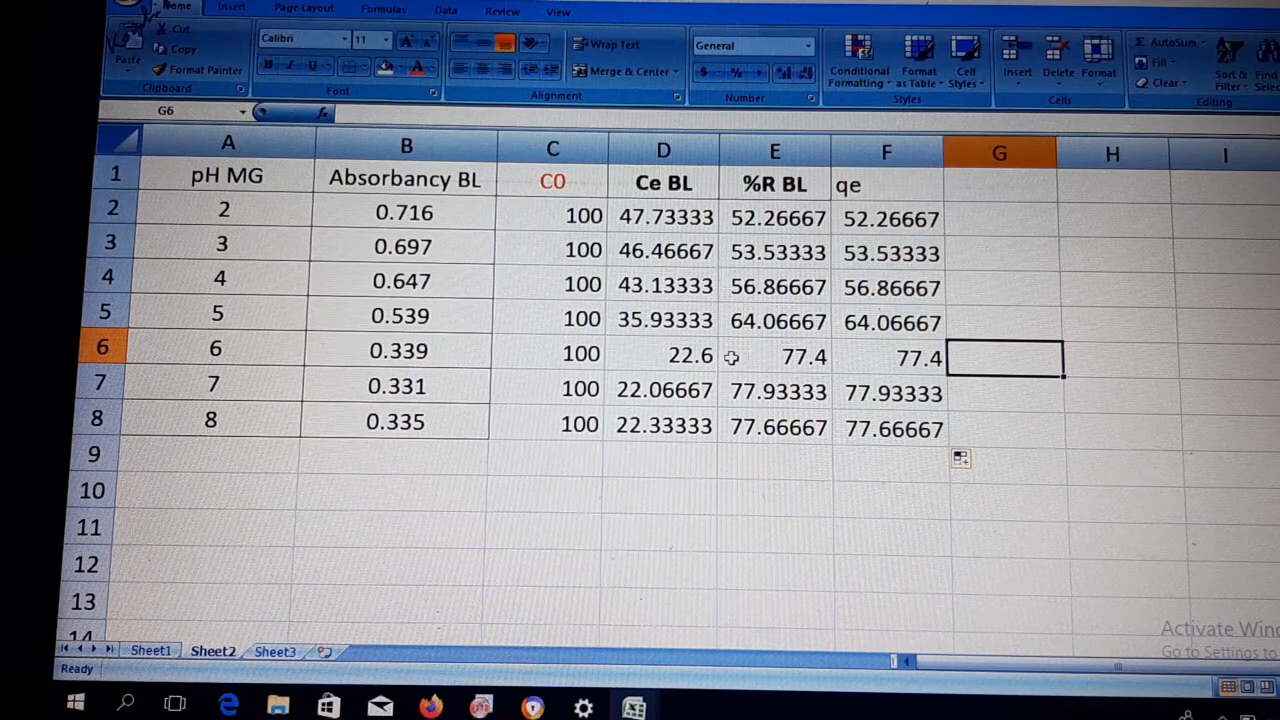 Home Insert Page Layout Formulas Data Review View
Cut
Copy
Paste
Format Painter
Clipboard
Calibri 11
B I U
Font
Wrap Text
Merge & Center
Alignment
General
$ %
Number
Conditional Formatting
Format as Table
Cell Styles
Styles
Insert Delete Format
Cells
AutoSum
Fill
Clear
Sort & Filter
Editing
G6 fx
A B C D E F G H I
1 pH MG Absorbancy BL C0 Ce BL %R BL qe
2 2 0.716 100 47.73333 52.26667 52.26667
3 3 0.697 100 46.46667 53.53333 53.53333
4 4 0.647 100 43.13333 56.86667 56.86667
5 5 0.539 100 35.93333 64.06667 64.06667
6 6 0.339 100 22.6 77.4 77.4
7 7 0.331 100 22.06667 77.93333 77.93333
8 8 0.335 100 22.33333 77.66667 77.66667
9
10
11
12
13
14
Activate Win
Go to Settings to
Sheet1 Sheet2 Sheet3
Ready